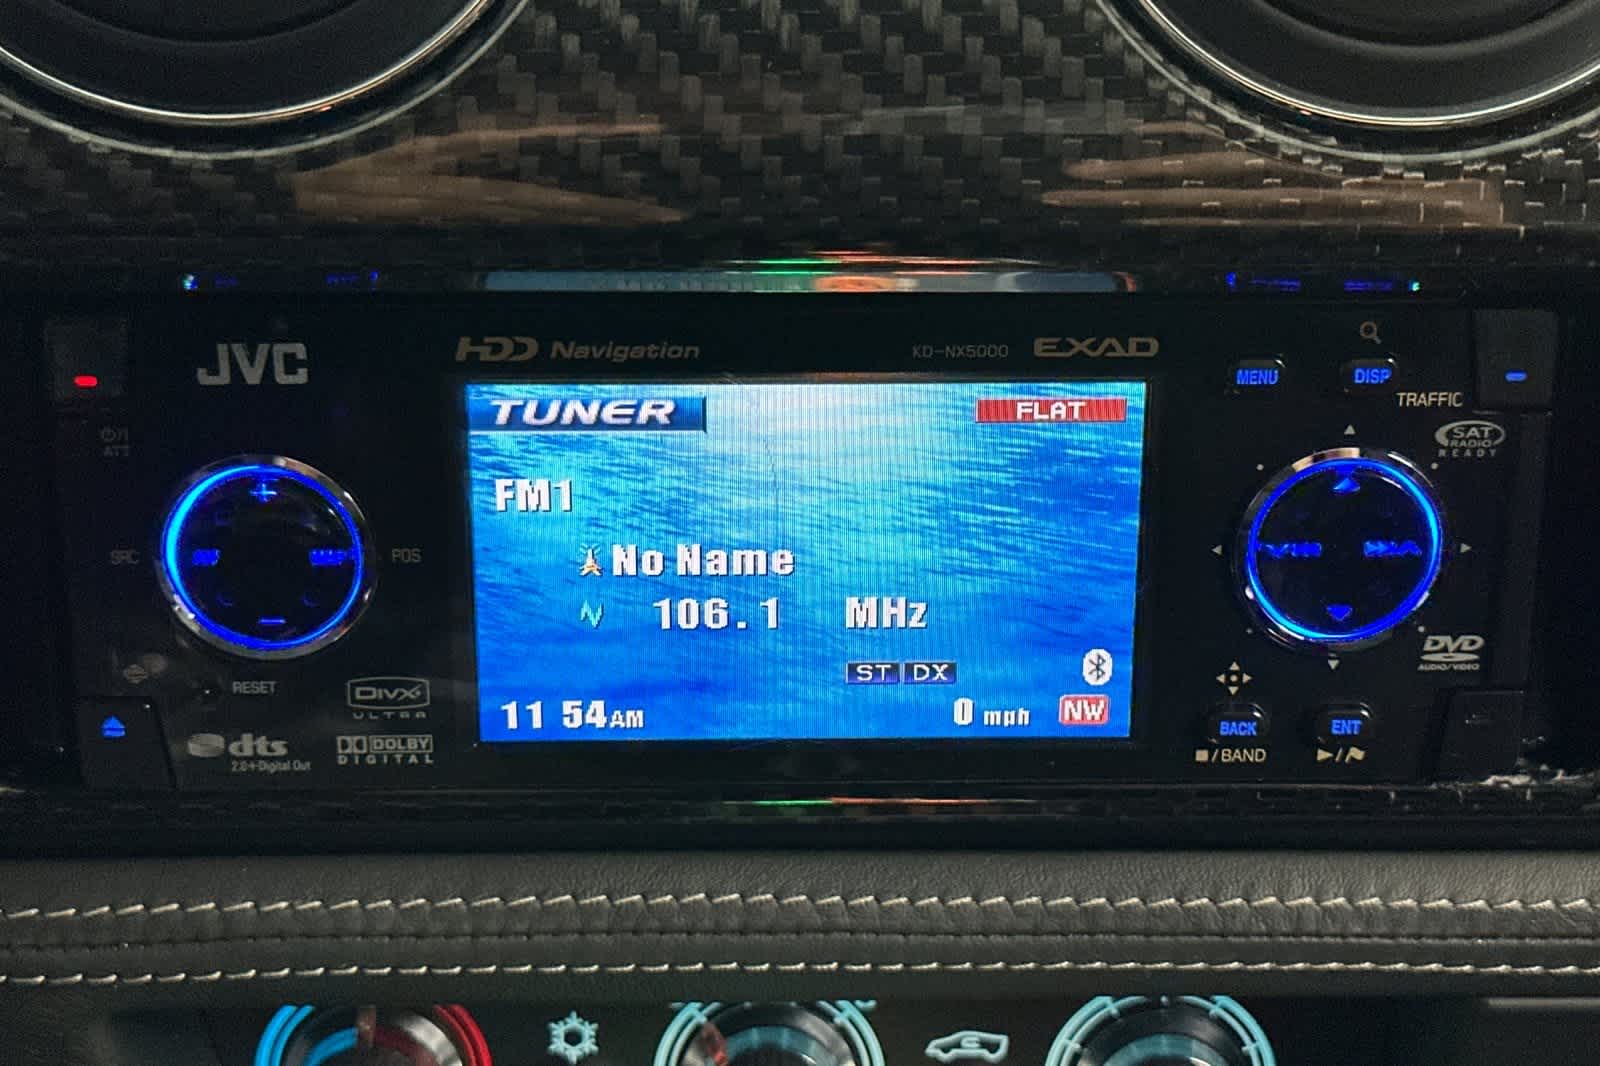 JVC
HDD Navigation
KD-NX5000
EXAD
MENU
DISP
TRAFFIC
SAT
RADIO
READY
TUNER
FLAT
FM1
No Name
106.1 MHz
ST DX
11 54AM
0 mph
NW
ATT
SRC
POS
RESET
DIVX
ULTRA
dts
2.0+Digital Out
DOLBY
DIGITAL
DVD
AUDIO/VIDEO
BACK
ENT
/BAND